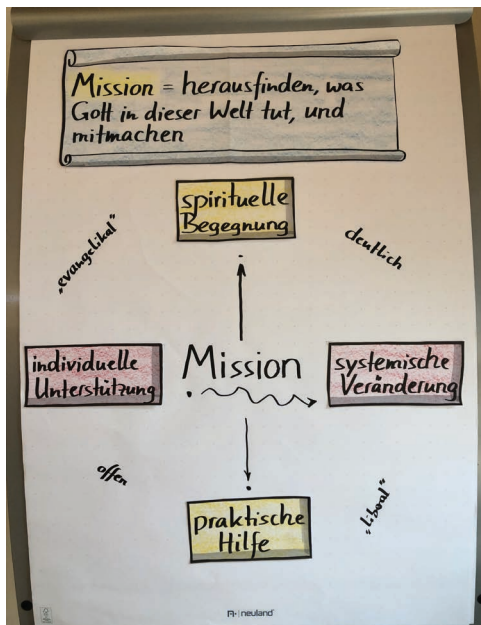 Mission = herausfinden, was
Gott in dieser Welt tut, und
mitmachen
spirituelle
Begegnung
„evangelikal"
deutlich
individuelle
Unterstützung
Mission
systemische
Veränderung
offen
„liberal"
praktische
Hilfe
neuland